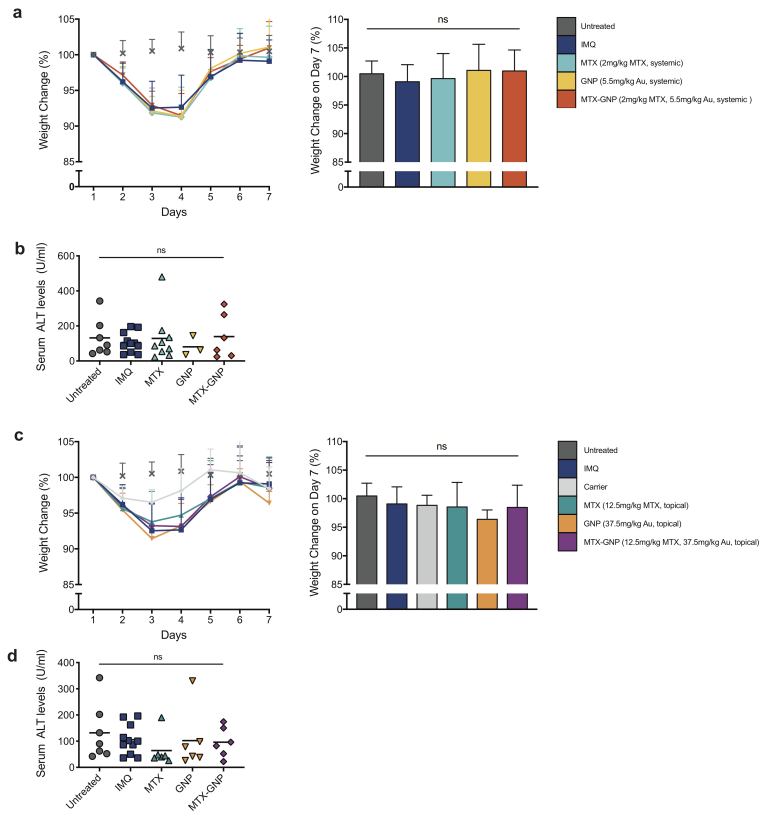 a
Weight Change (%)
105
100
95
90
85
0
1 2 3 4 5 6 7
Days
Weight Change on Day 7 (%)
110
105
100
95
90
85
0
ns
Untreated
IMQ
MTX (2mg/kg MTX, systemic)
GNP (5.5mg/kg Au, systemic)
MTX-GNP (2mg/kg MTX, 5.5mg/kg Au, systemic )
b
Serum ALT levels (U/ml)
600
400
200
0
ns
Untreated
IMQ
MTX
GNP
MTX-GNP
c
Weight Change (%)
105
100
95
90
85
0
1 2 3 4 5 6 7
Days
Weight Change on Day 7 (%)
110
105
100
95
90
85
0
ns
Untreated
IMQ
Carrier
MTX (12.5mg/kg MTX, topical)
GNP (37.5mg/kg Au, topical)
MTX-GNP (12.5mg/kg MTX, 37.5mg/kg Au, topical)
d
Serum ALT levels (U/ml)
400
300
200
100
0
ns
Untreated
IMQ
MTX
GNP
MTX-GNP